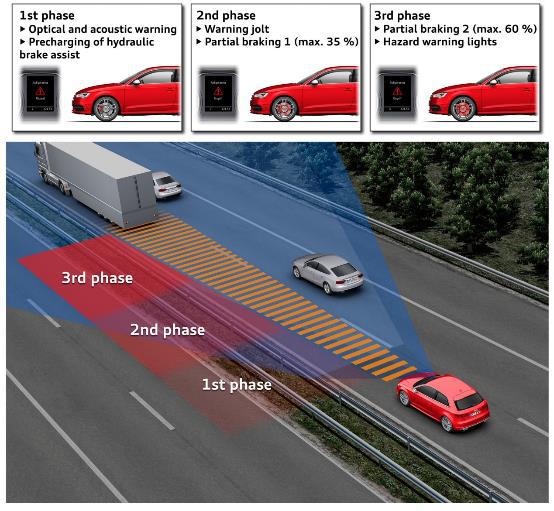 1st phase
▸ Optical and acoustic warning
▸ Precharging of hydraulic
brake assist
2nd phase
▸ Warning jolt
▸ Partial braking 1 (max. 35 %)
3rd phase
▸ Partial braking 2 (max. 60 %)
▸ Hazard warning lights
3rd phase
2nd phase
1st phase